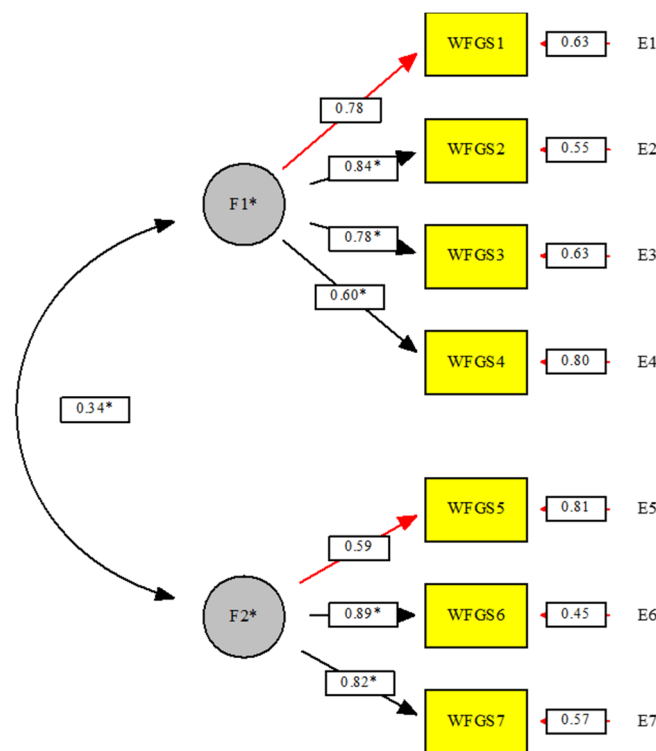 WFGS1 0.63 E1
0.78
WFGS2 0.55 E2
0.84*
F1*
WFGS3 0.63 E3
0.78*
0.60*
WFGS4 0.80 E4
0.34*
WFGS5 0.81 E5
0.59
F2*
0.89* WFGS6 0.45 E6
0.82*
WFGS7 0.57 E7